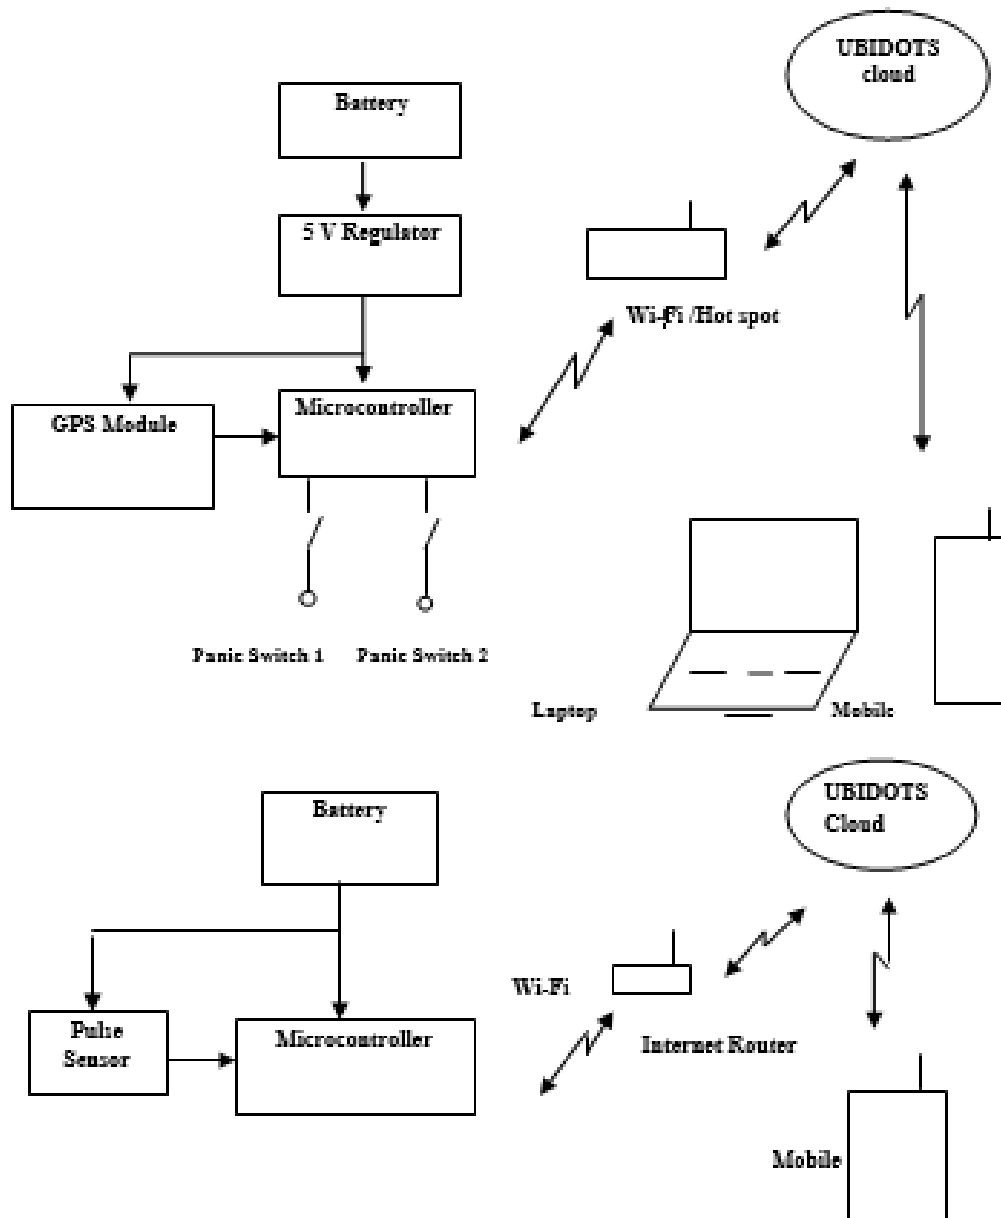 UBIDOTS
cloud
Battery
5 V Regulator
Wi-Fi /Hot spot
Microcontroller
GPS Module
Panic Switch 1
Panic Switch 2
Laptop
Mobile
Battery
UBIDOTS
Cloud
Wi-Fi
Pulse
Sensor
Microcontroller
Internet Router
Mobile